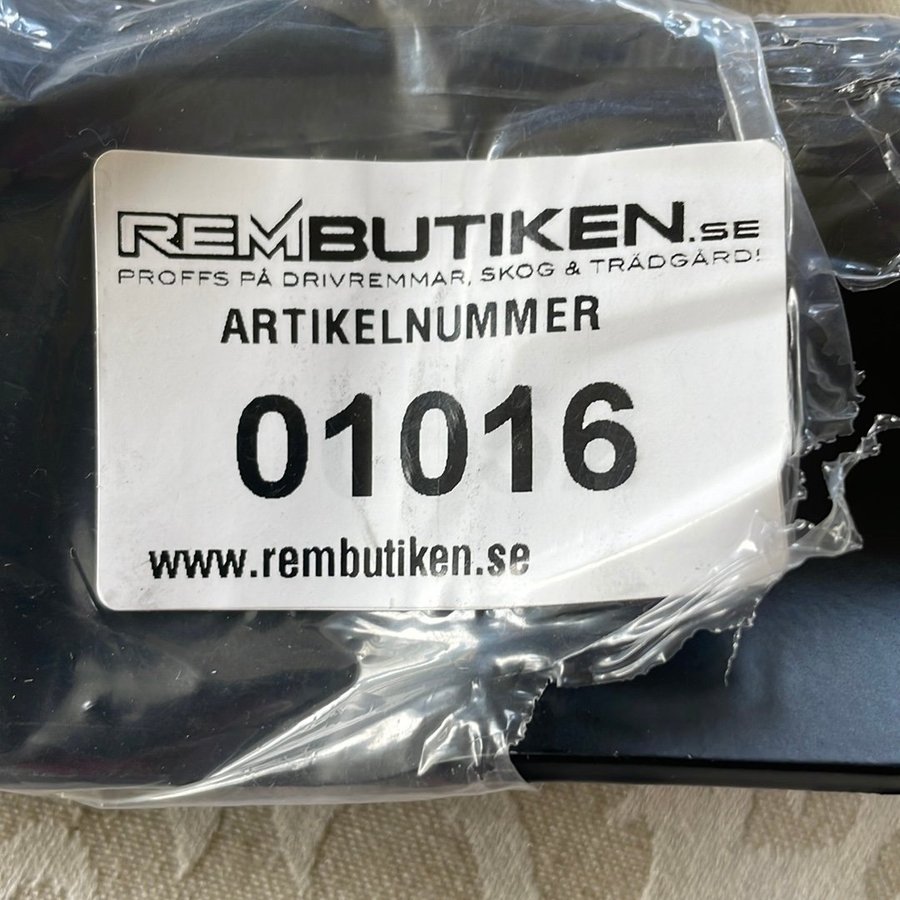 REMBUTIKEN.SE
PROFFS PÅ DRIVREMMAR, SKOG & TRÄDGÅRD!
ARTIKELNUMMER
01016
www.rembutiken.se